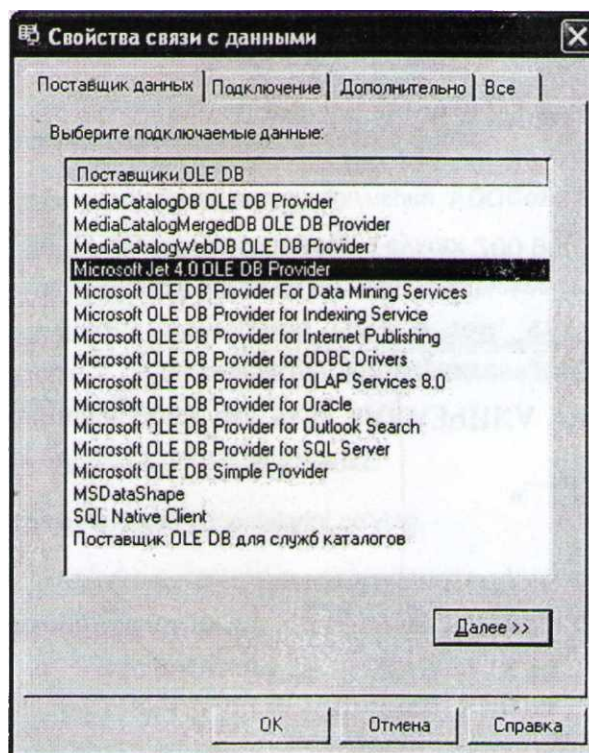 Свойства связи с данными
Поставщик данных Подключение Дополнительно Все
Выберите подключаемые данные:
Поставщики OLE DB
MediaCatalogDB OLE DB Provider
MediaCatalogMergedDB OLE DB Provider
MediaCatalogWebDB OLE DB Provider
Microsoft Jet 4.0 OLE DB Provider
Microsoft OLE DB Provider For Data Mining Services
Microsoft OLE DB Provider for Indexing Service
Microsoft OLE DB Provider for Internet Publishing
Microsoft OLE DB Provider for ODBC Drivers
Microsoft OLE DB Provider for OLAP Services 8.0
Microsoft OLE DB Provider for Oracle
Microsoft OLE DB Provider for Outlook Search
Microsoft OLE DB Provider for SQL Server
Microsoft OLE DB Simple Provider
MSDataShape
SQL Native Client
Поставщик OLE DB для служб каталогов
Далее >>
OK Отмена Справка